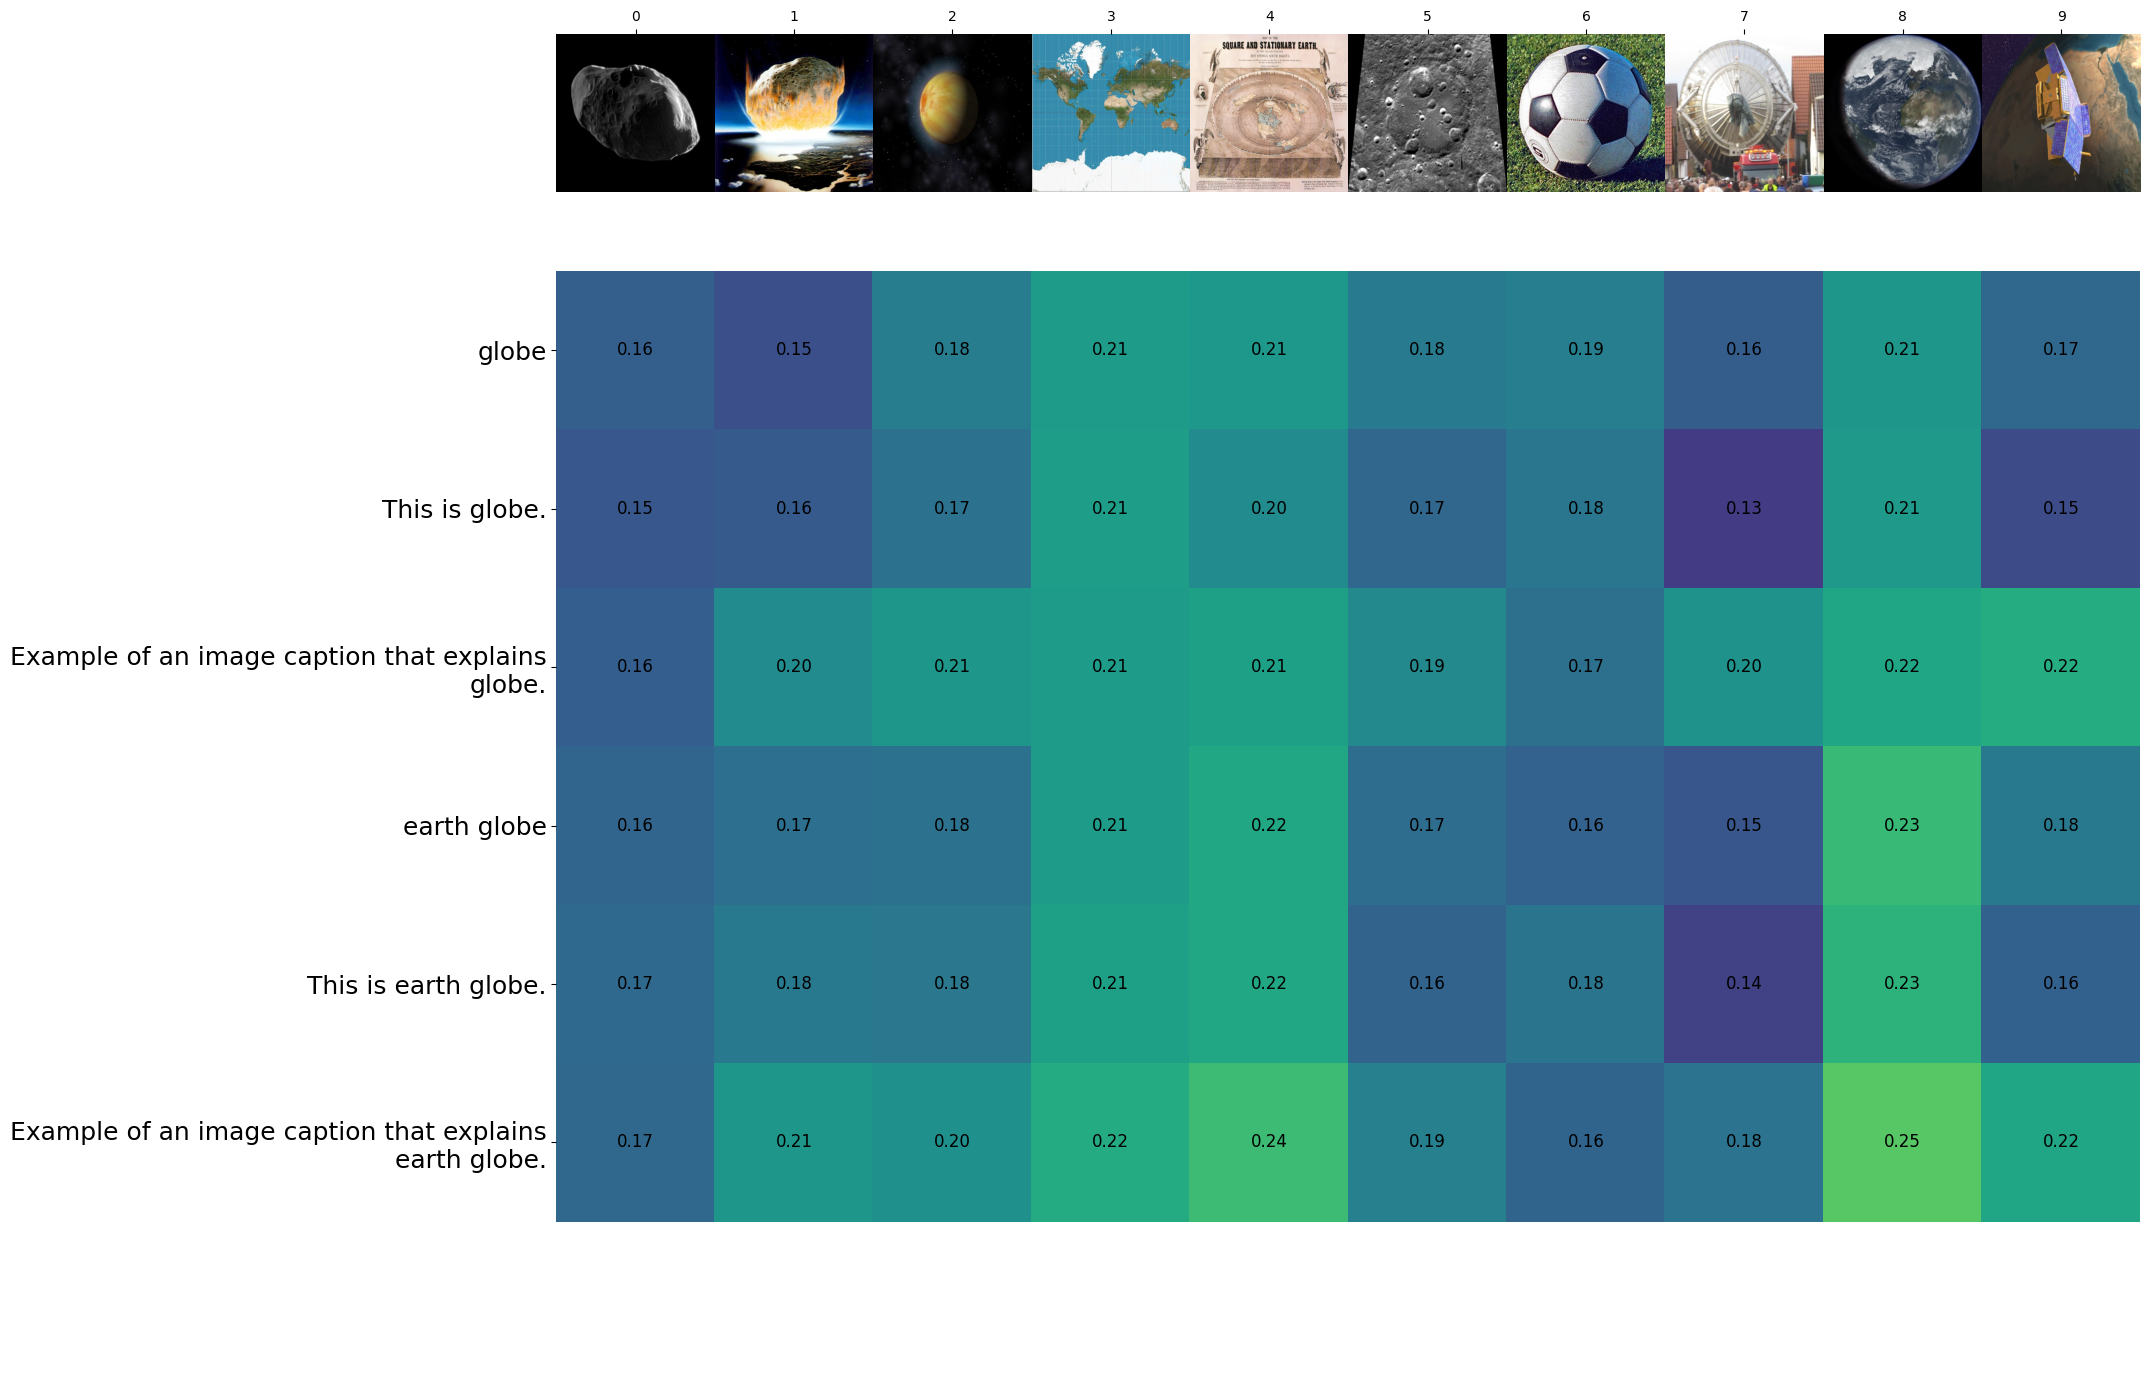 0 1 2 3 4 5 6 7 8 9
SQUARE AND STATIONARY EARTH.
globe 0.16 0.15 0.18 0.21 0.21 0.18 0.19 0.16 0.21 0.17
This is globe. 0.15 0.16 0.17 0.21 0.20 0.17 0.18 0.13 0.21 0.15
Example of an image caption that explains
globe. 0.16 0.20 0.21 0.21 0.21 0.19 0.17 0.20 0.22 0.22
earth globe 0.16 0.17 0.18 0.21 0.22 0.17 0.16 0.15 0.23 0.18
This is earth globe. 0.17 0.18 0.18 0.21 0.22 0.16 0.18 0.14 0.23 0.16
Example of an image caption that explains
earth globe. 0.17 0.21 0.20 0.22 0.24 0.19 0.16 0.18 0.25 0.22